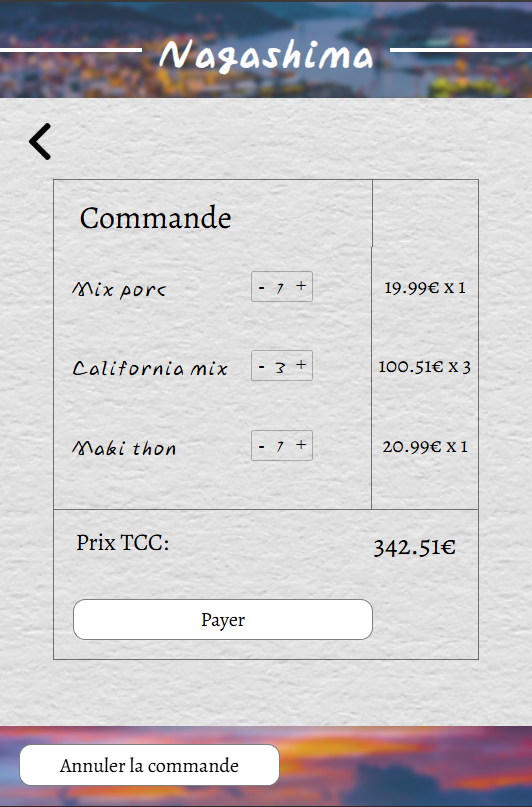 Nagashima
Commande
Mix porc - 1 + 19.99€ x 1
California mix - 3 + 100.51€ x 3
Maki thon - 1 + 20.99€ x 1
Prix TCC: 342.51€
Payer
Annuler la commande